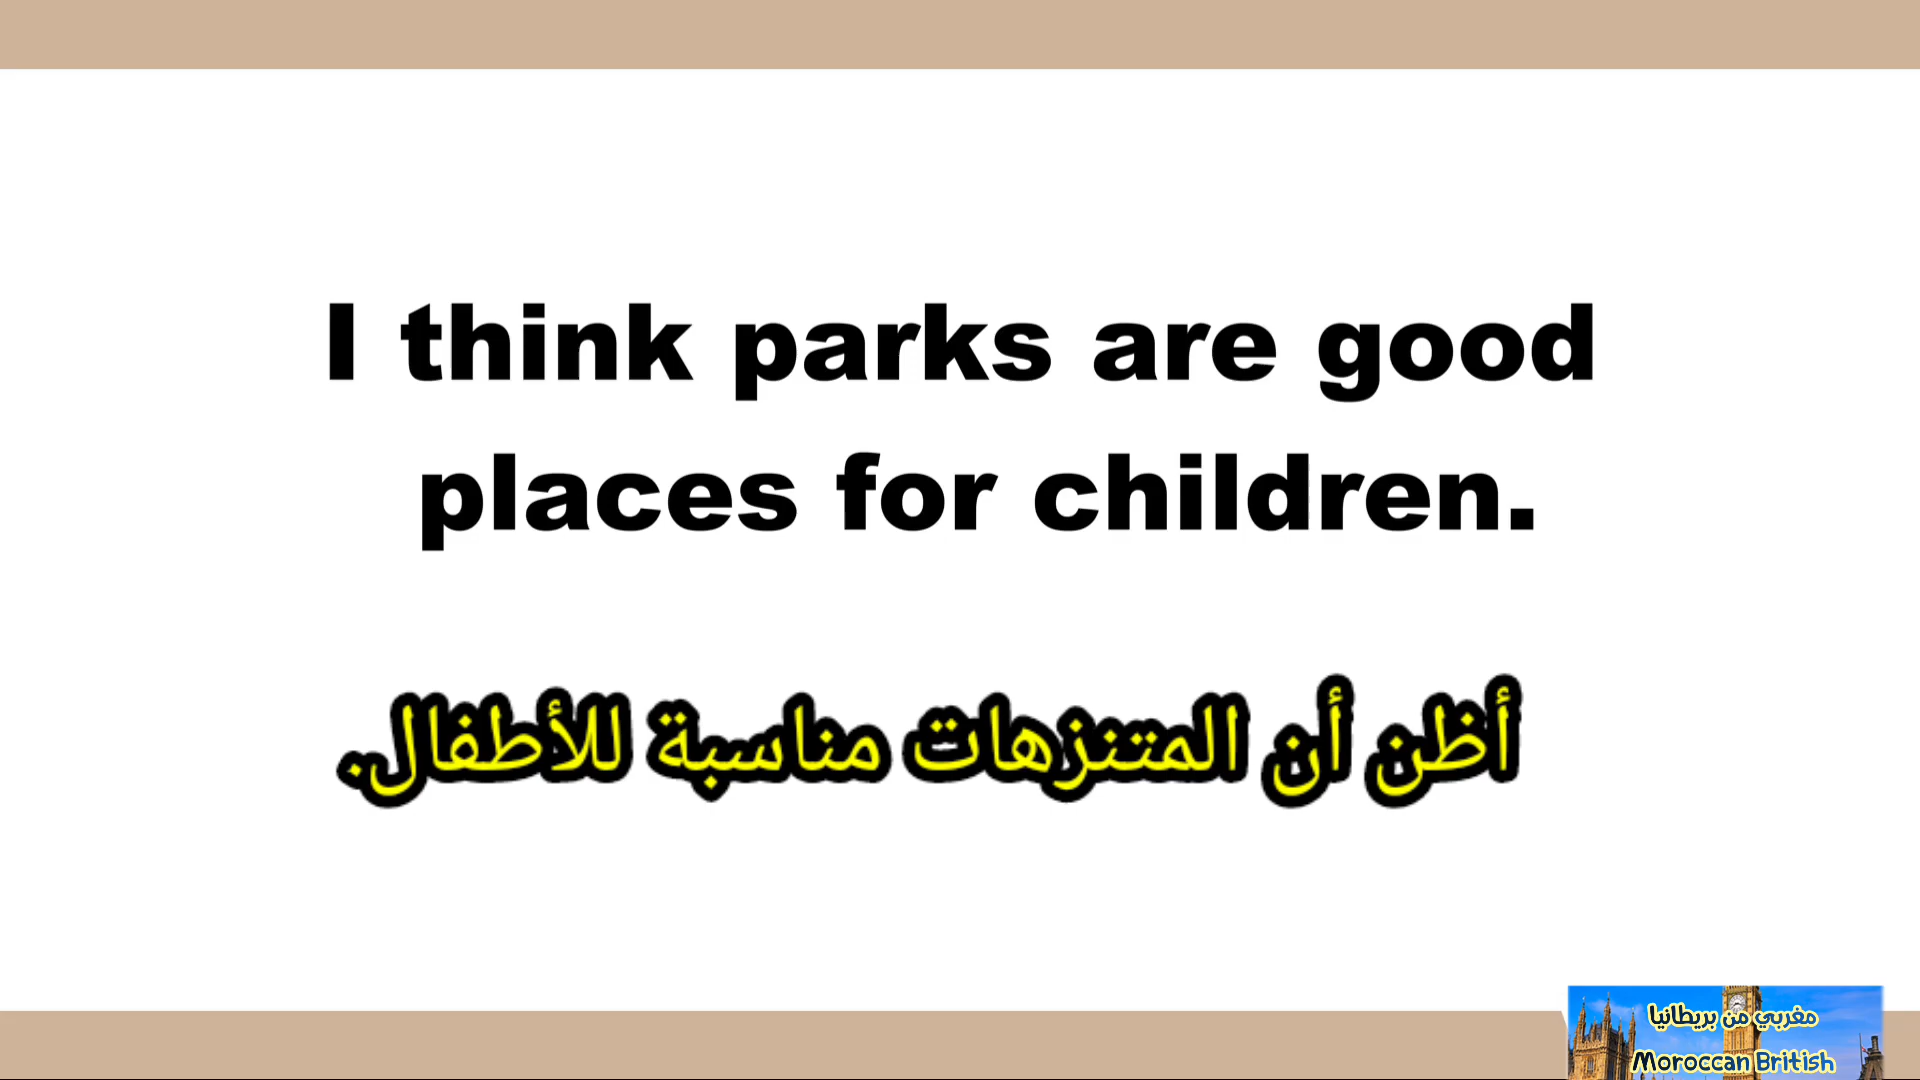 I think parks are good
places for children.
أظن أن المتنزهات مناسبة للأطفال.
مغربي من بريطانيا
Moroccan British